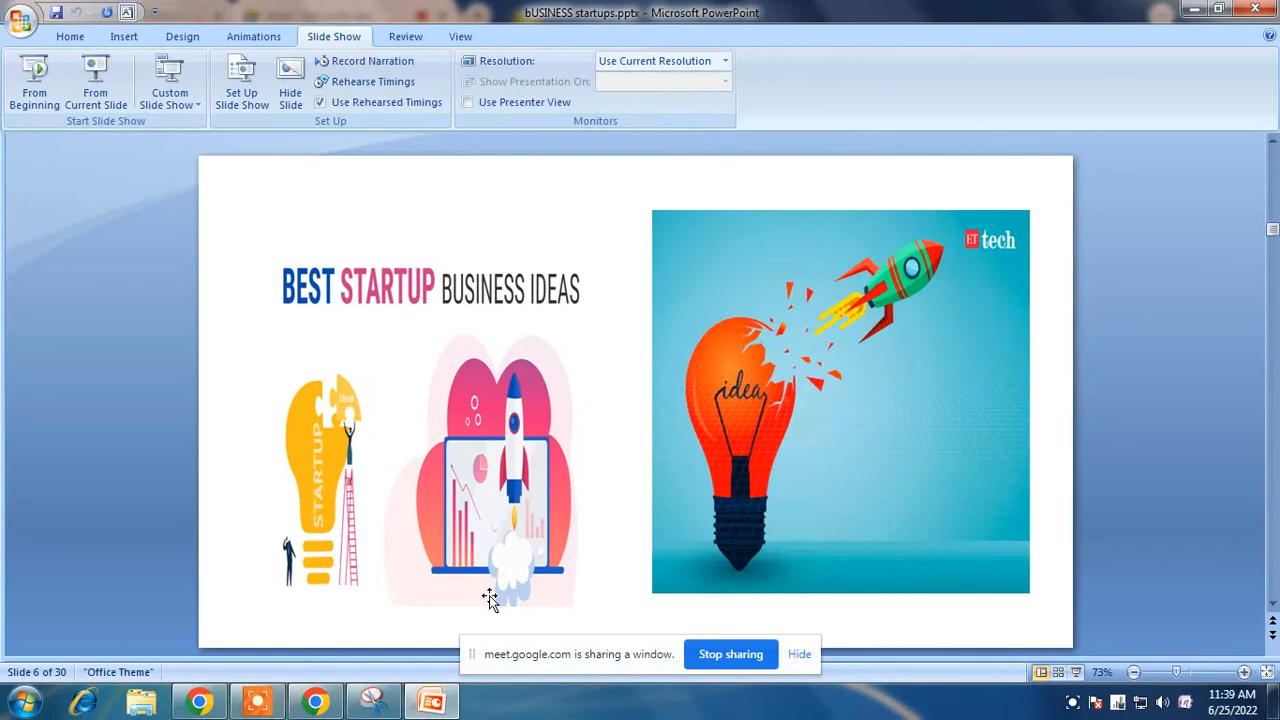 bUSINESS startups.pptx - Microsoft PowerPoint
Home Insert Design Animations Slide Show Review View
From Beginning
From Current Slide
Custom Slide Show
Start Slide Show
Set Up Slide Show
Hide Slide
Record Narration
Rehearse Timings
Use Rehearsed Timings
Set Up
Resolution: Use Current Resolution
Show Presentation On:
Use Presenter View
Monitors
BEST STARTUP BUSINESS IDEAS
Ideas
STARTUP
ET tech
idea
meet.google.com is sharing a window. Stop sharing Hide
Slide 6 of 30 "Office Theme" 73%
11:39 AM
6/25/2022